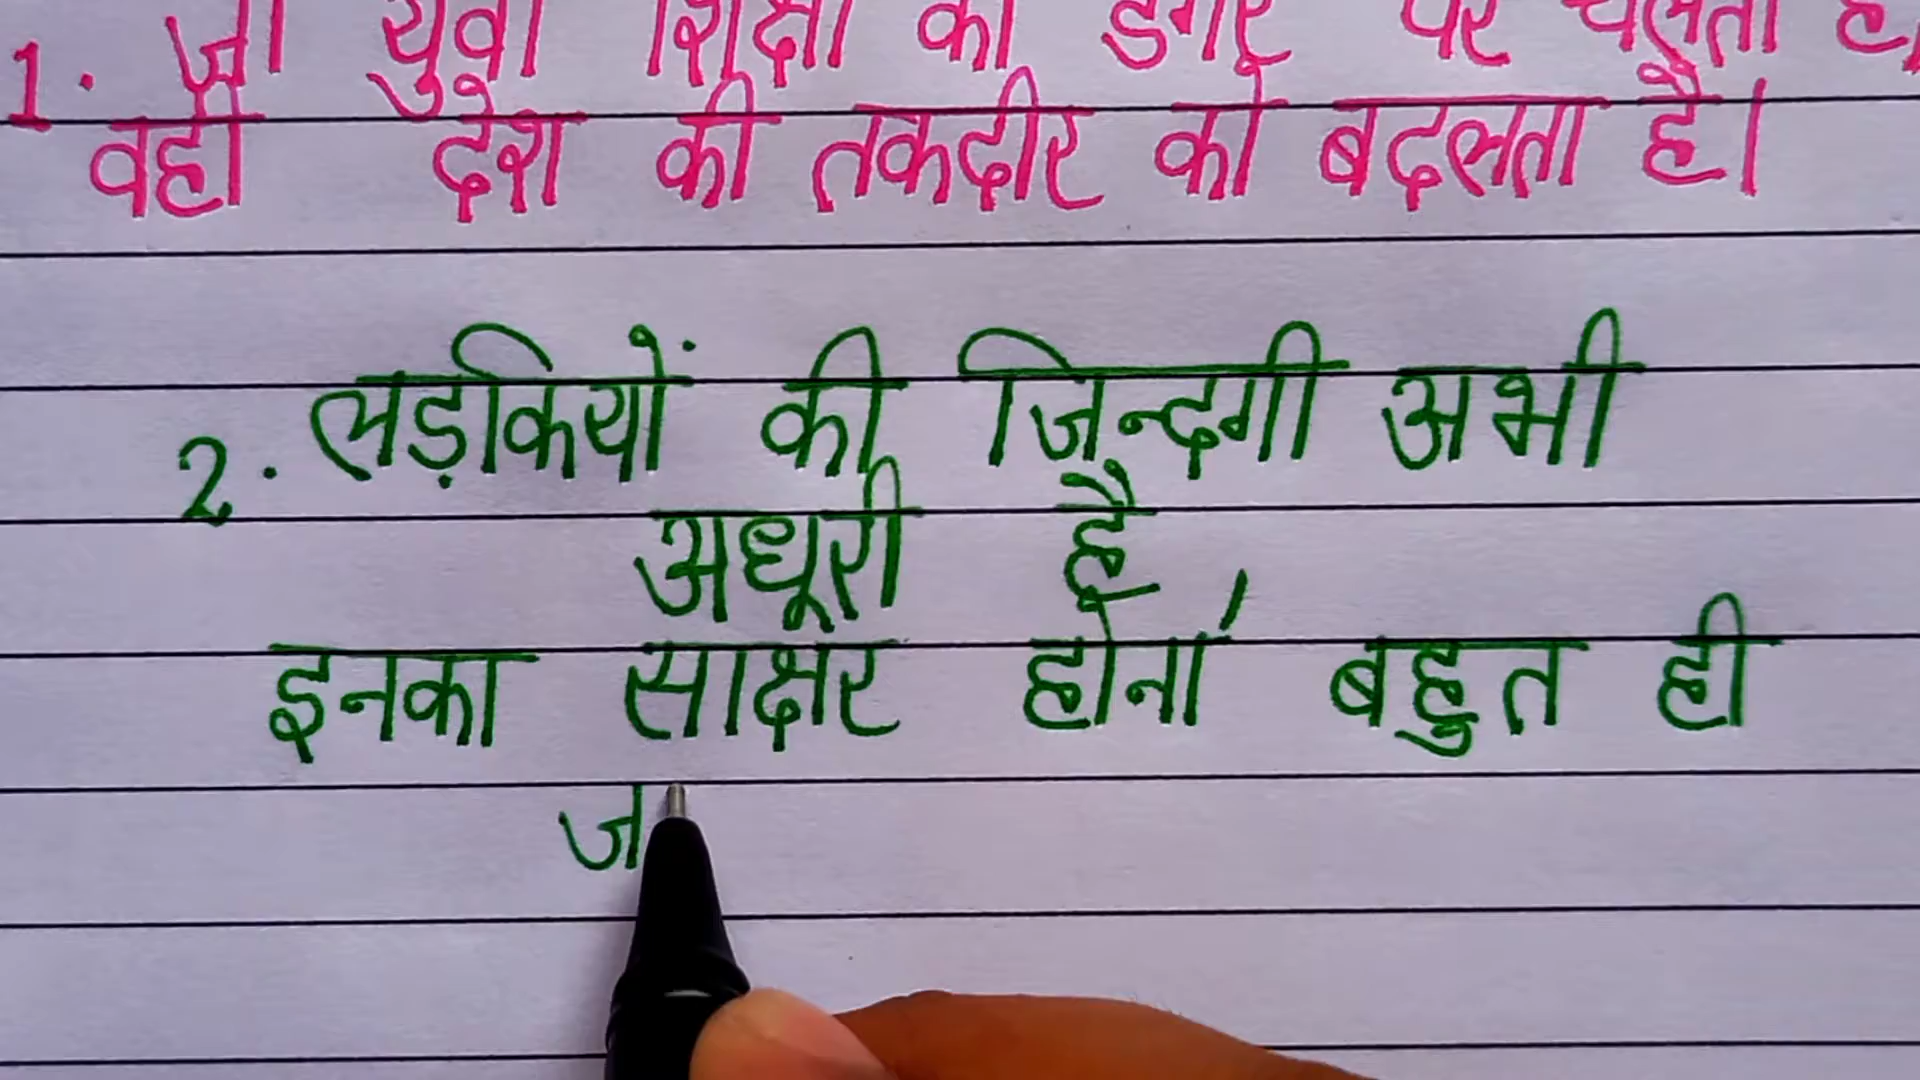 1. जो युवा शिक्षा की डगर पर चलता है,
वही देश की तकदीर को बदलता है।
2. लड़कियों की जिन्दगी अभी
अधूरी है,
इनका साक्षर होना बहुत ही
ज